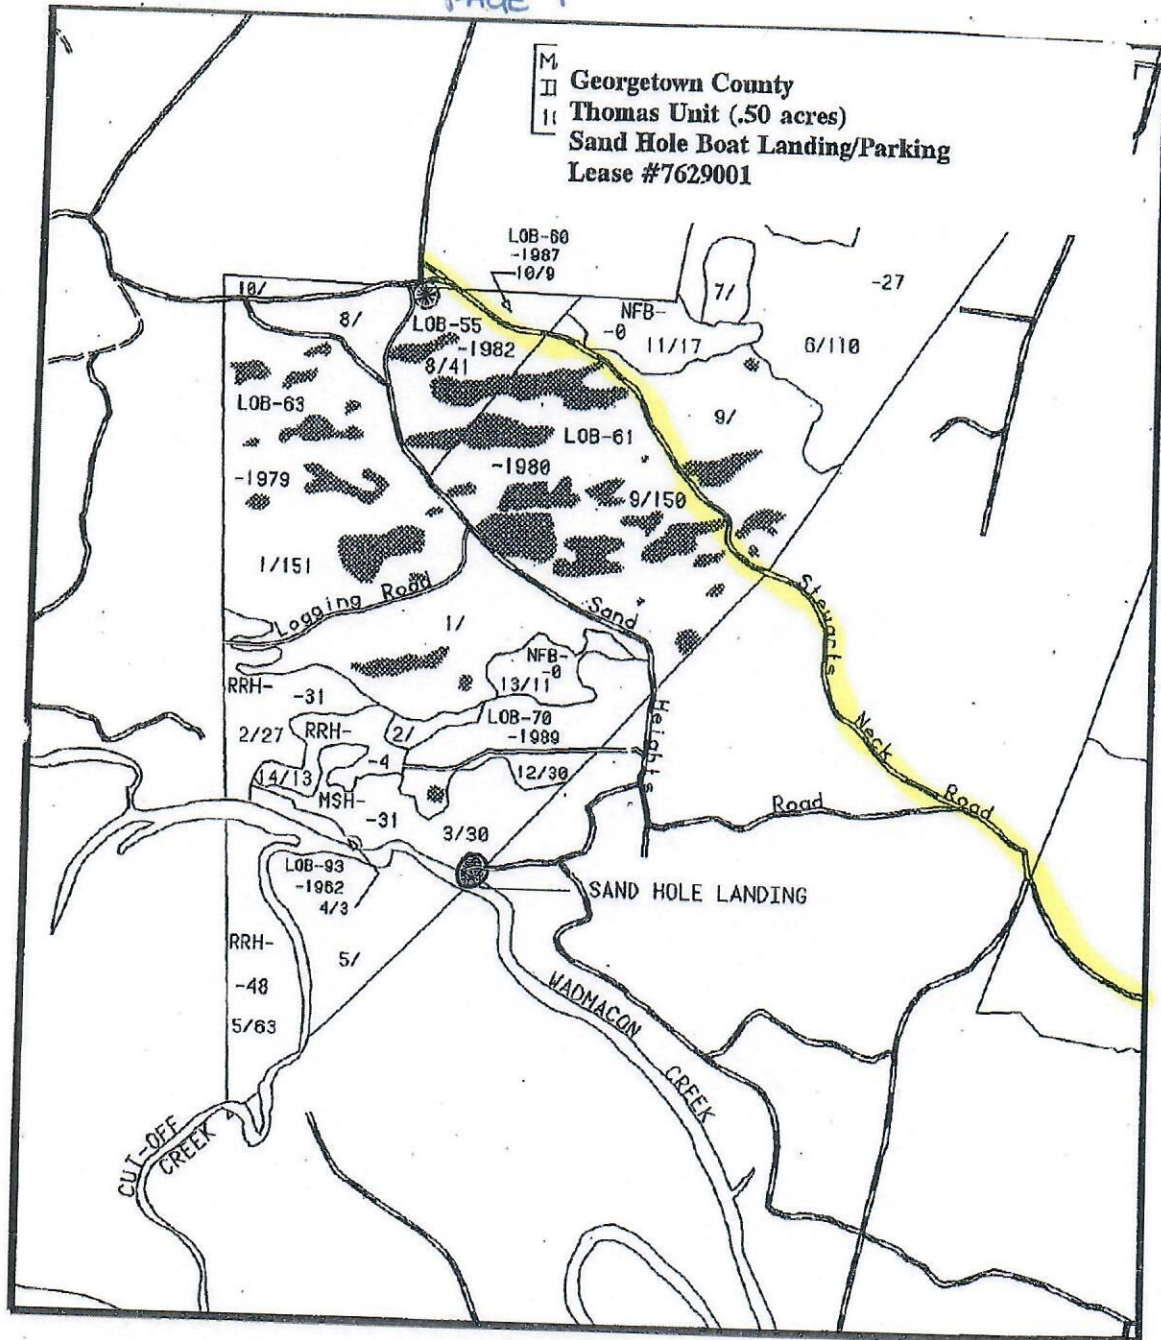 PAGE 1
Georgetown County
Thomas Unit (.50 acres)
Sand Hole Boat Landing/Parking
Lease #7629001
LOB-60
-1987
10/9
10/
8/
LOB-55
-1982
8/41
NFB-
-0
11/17
7/
-27
6/110
9/
LOB-63
-1979
1/151
LOB-61
-1980
9/150
Logging Road
1/
Sand
Heights
Road
Stewarts
Neck
Road
NFB-
-0
13/11
RRH-
-31
2/27
RRH-
-4
2/
LOB-70
-1989
12/30
14/13
MSH-
-31
3/30
LOB-93
-1962
4/3
SAND HOLE LANDING
RRH-
-48
5/63
5/
WADMACON
CREEK
CUT-OFF
CREEK